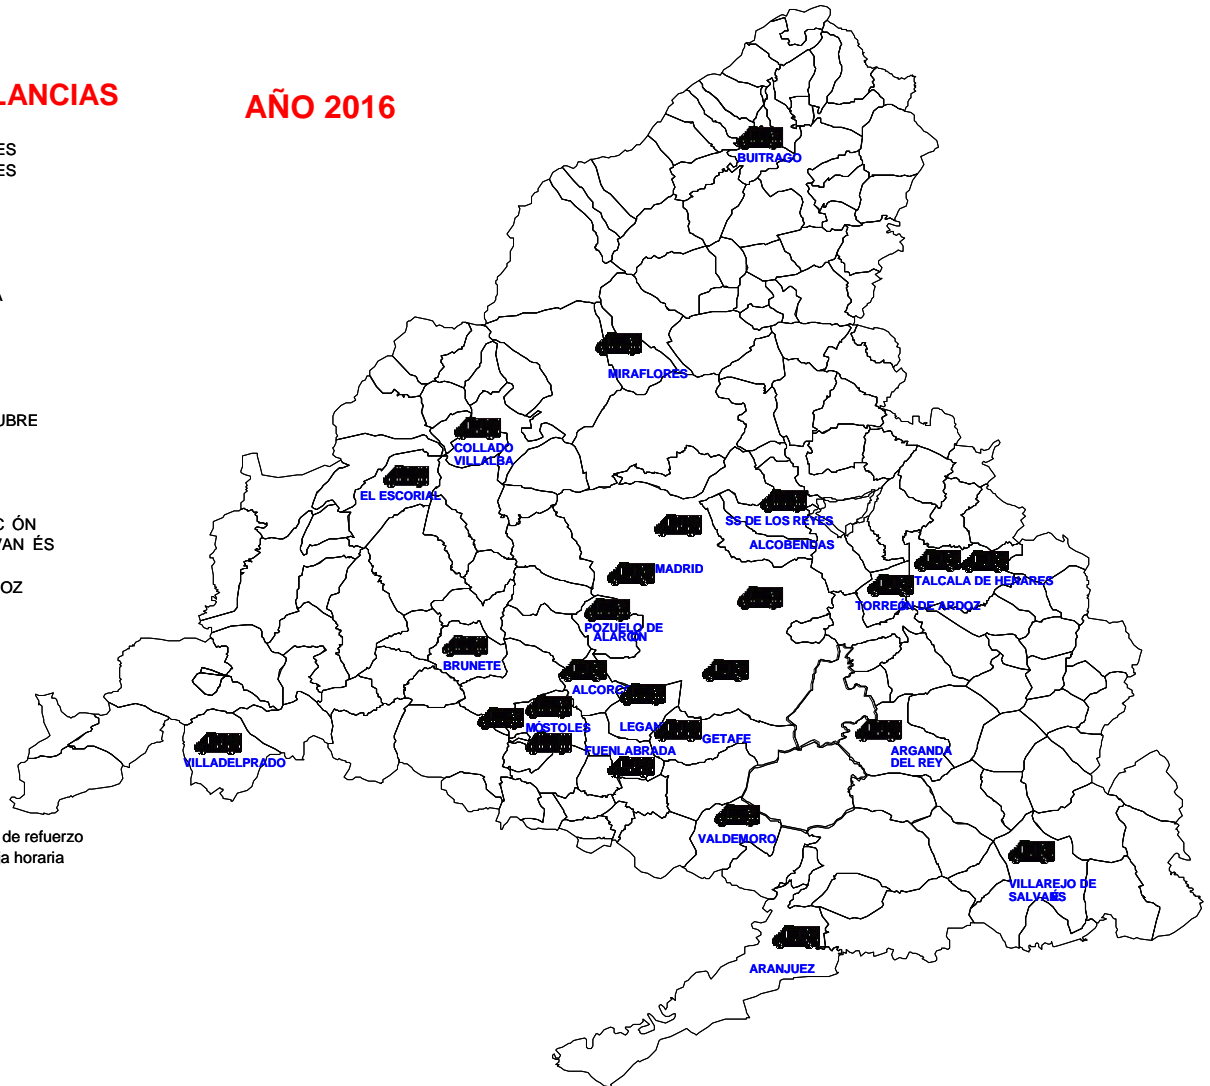 LANCIAS
AÑO 2016
ES
ES
A
UBRE
C ÓN
VAN ÉS
OZ
de refuerzo
ia horaria
BUITRAGO
MIRAFLORES
COLLADO
VILLALBA
EL ESCORIAL
SS DE LOS REYES
ALCOBENDAS
MADRID
TALCALA DE HENARES
TORREÓN DE ARDOZ
POZUELO DE
ALARCÓN
BRUNETE
ALCORC
LEGAN
MÓSTOLES
GETAFE
FUENLABRADA
ARGANDA
DEL REY
VILLADELPRADO
VALDEMORO
VILLAREJO DE
SALVANÉS
ARANJUEZ